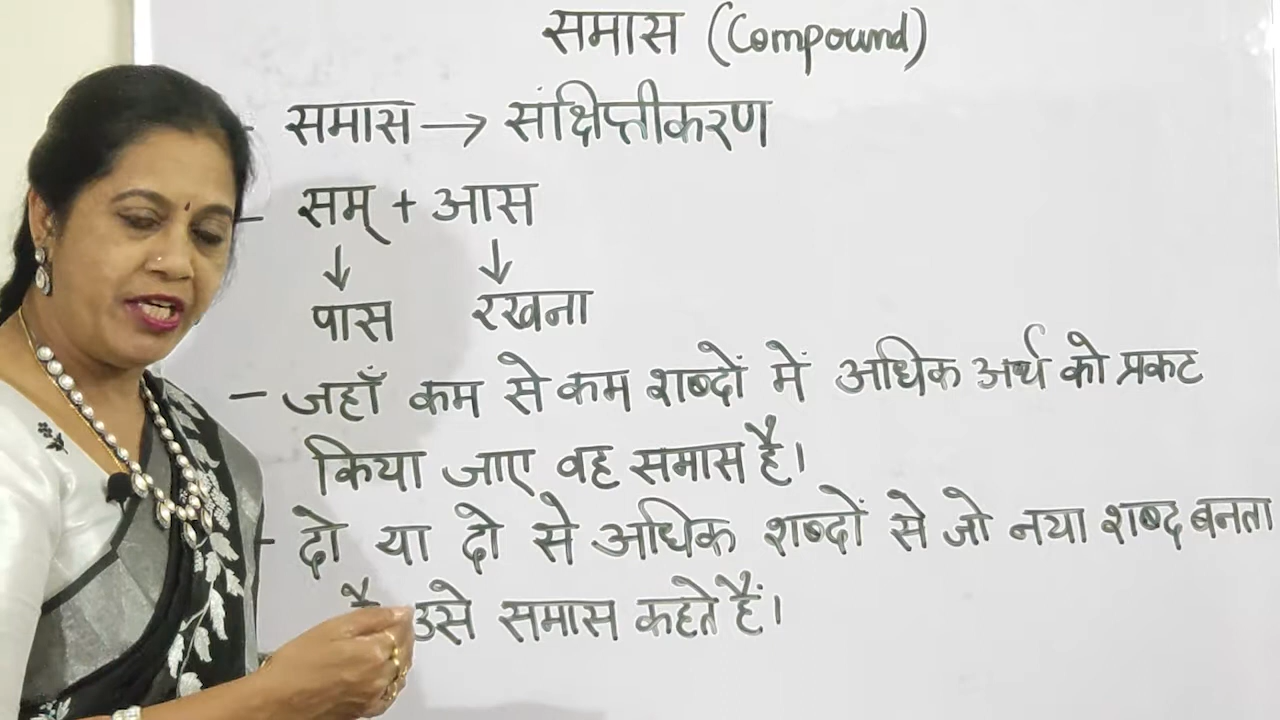 समास (Compound)
- समास → संक्षिप्तीकरण
- सम् + आस
↓ ↓
पास रखना
- जहाँ कम से कम शब्दों में अधिक अर्थ को प्रकट
किया जाए वह समास है।
- दो या दो से अधिक शब्दों से जो नया शब्द बनता
है उसे समास कहते हैं।